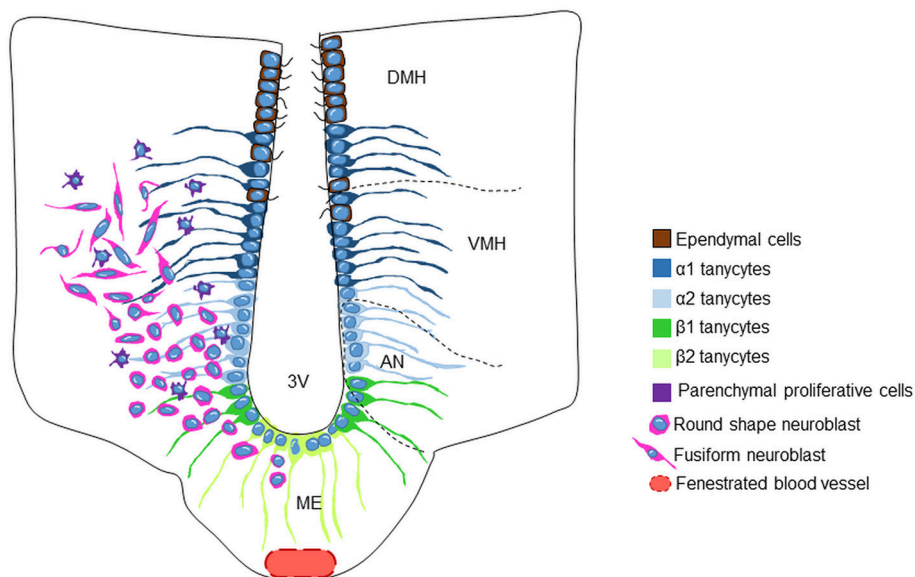 DMH
VMH
AN
3V
ME
Ependymal cells
α1 tanycytes
α2 tanycytes
β1 tanycytes
β2 tanycytes
Parenchymal proliferative cells
Round shape neuroblast
Fusiform neuroblast
Fenestrated blood vessel